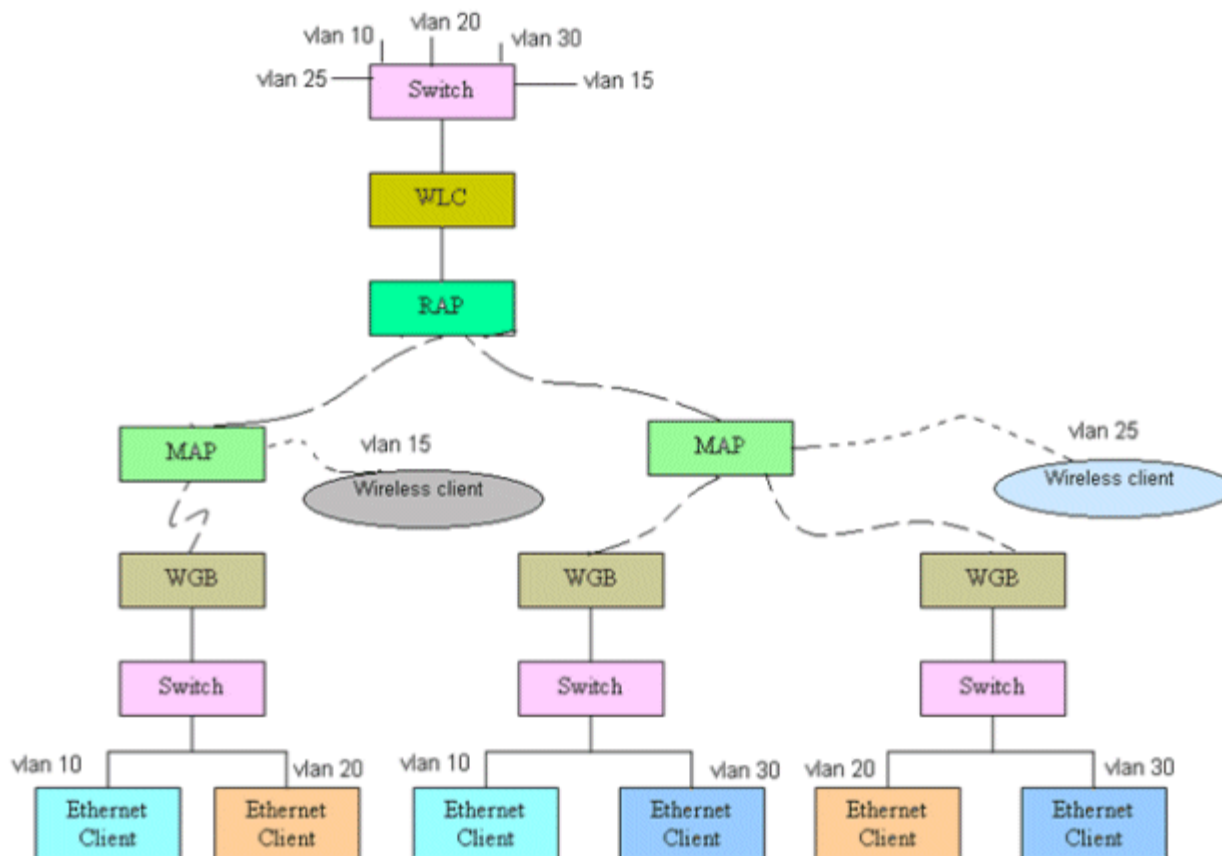 vlan 10
vlan 20
vlan 30
vlan 25
Switch
vlan 15
WLC
RAP
MAP
vlan 15
Wireless client
MAP
vlan 25
Wireless client
WGB
WGB
WGB
Switch
Switch
Switch
vlan 10
vlan 20
vlan 10
vlan 30
vlan 20
vlan 30
Ethernet
Client
Ethernet
Client
Ethernet
Client
Ethernet
Client
Ethernet
Client
Ethernet
Client